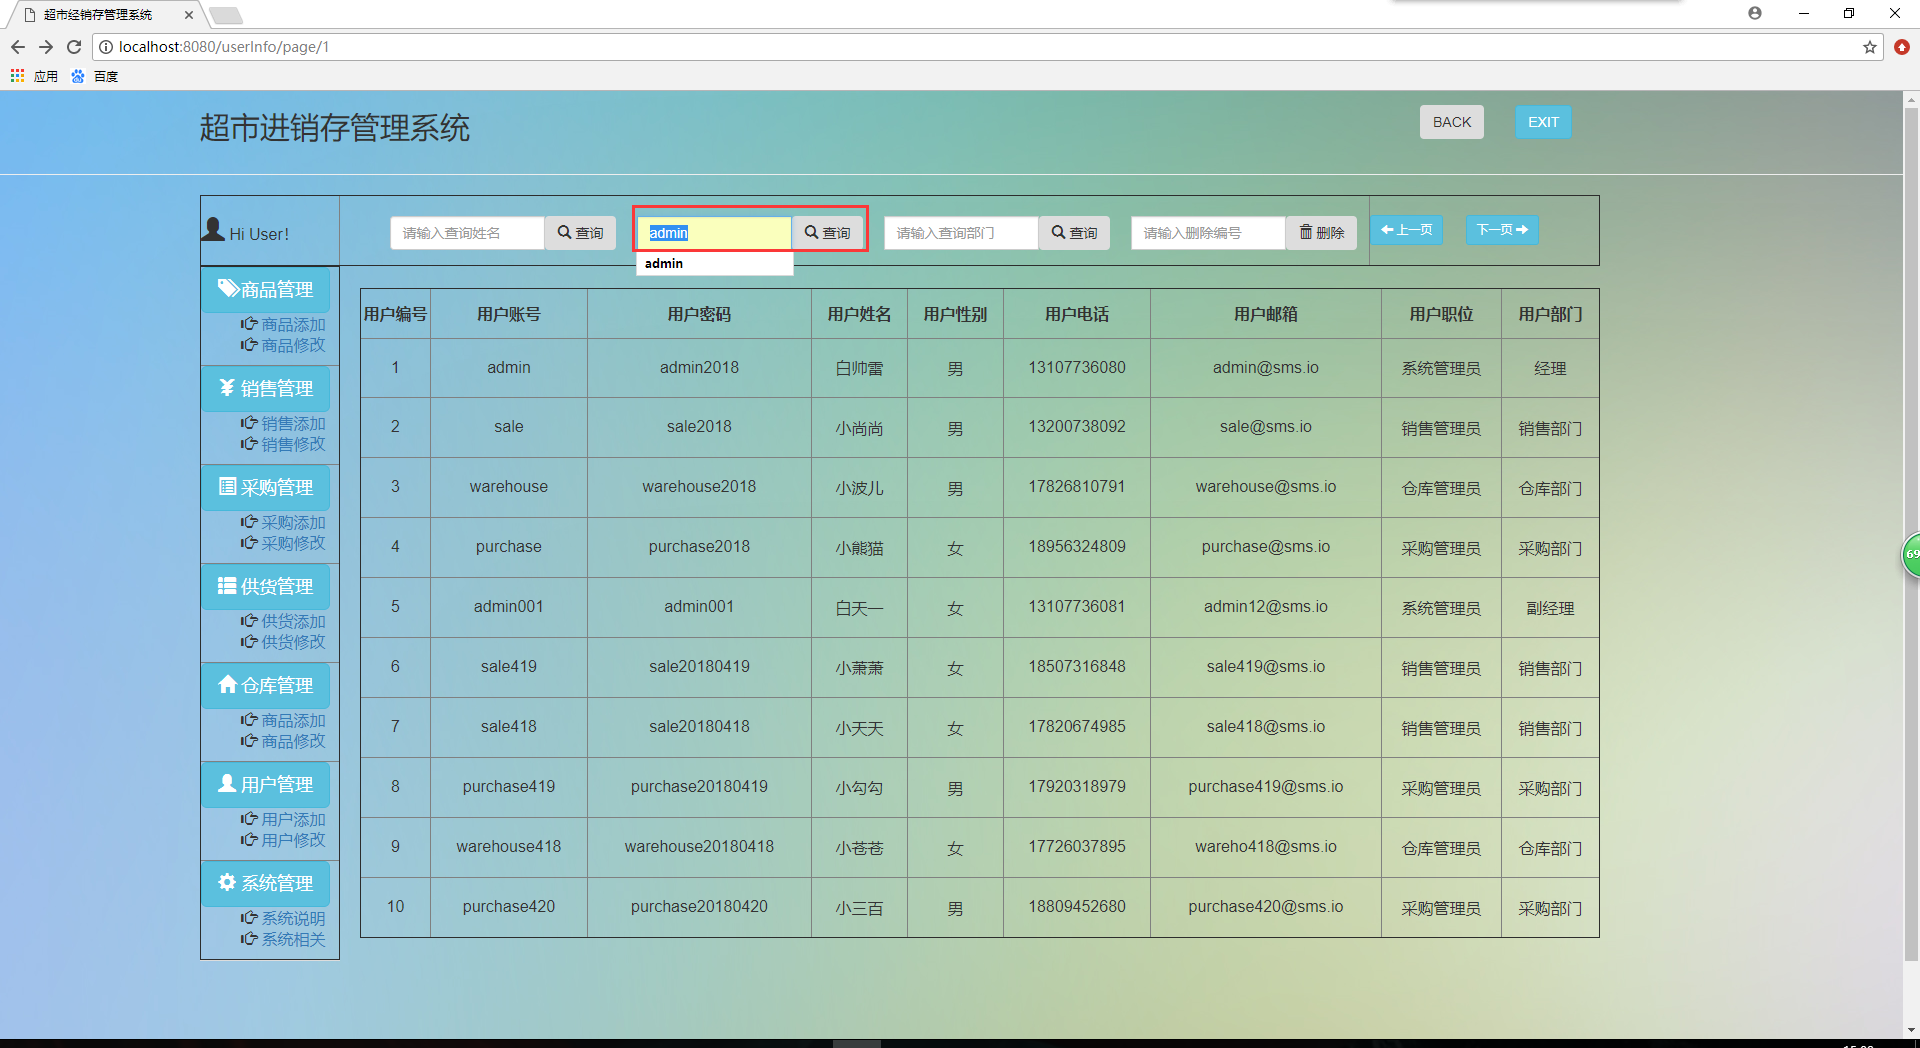 超市经销存管理系统
localhost:8080/userInfo/page/1
应用 百度
超市进销存管理系统 BACK EXIT
Hi User! 请输入查询姓名 查询 admin 查询 请输入查询部门 查询 请输入删除编号 删除 上一页 下一页
admin
商品管理
商品添加
商品修改
销售管理
销售添加
销售修改
采购管理
采购添加
采购修改
供货管理
供货添加
供货修改
仓库管理
商品添加
商品修改
用户管理
用户添加
用户修改
系统管理
系统说明
系统相关
用户编号 用户账号 用户密码 用户姓名 用户性别 用户电话 用户邮箱 用户职位 用户部门
1 admin admin2018 白帅雷 男 13107736080 admin@sms.io 系统管理员 经理
2 sale sale2018 小尚尚 男 13200738092 sale@sms.io 销售管理员 销售部门
3 warehouse warehouse2018 小波儿 男 17826810791 warehouse@sms.io 仓库管理员 仓库部门
4 purchase purchase2018 小熊猫 女 18956324809 purchase@sms.io 采购管理员 采购部门
5 admin001 admin001 白天一 女 13107736081 admin12@sms.io 系统管理员 副经理
6 sale419 sale20180419 小萧萧 女 18507316848 sale419@sms.io 销售管理员 销售部门
7 sale418 sale20180418 小天天 女 17820674985 sale418@sms.io 销售管理员 销售部门
8 purchase419 purchase20180419 小勾勾 男 17920318979 purchase419@sms.io 采购管理员 采购部门
9 warehouse418 warehouse20180418 小苍苍 女 17726037895 wareho418@sms.io 仓库管理员 仓库部门
10 purchase420 purchase20180420 小三百 男 18809452680 purchase420@sms.io 采购管理员 采购部门
69